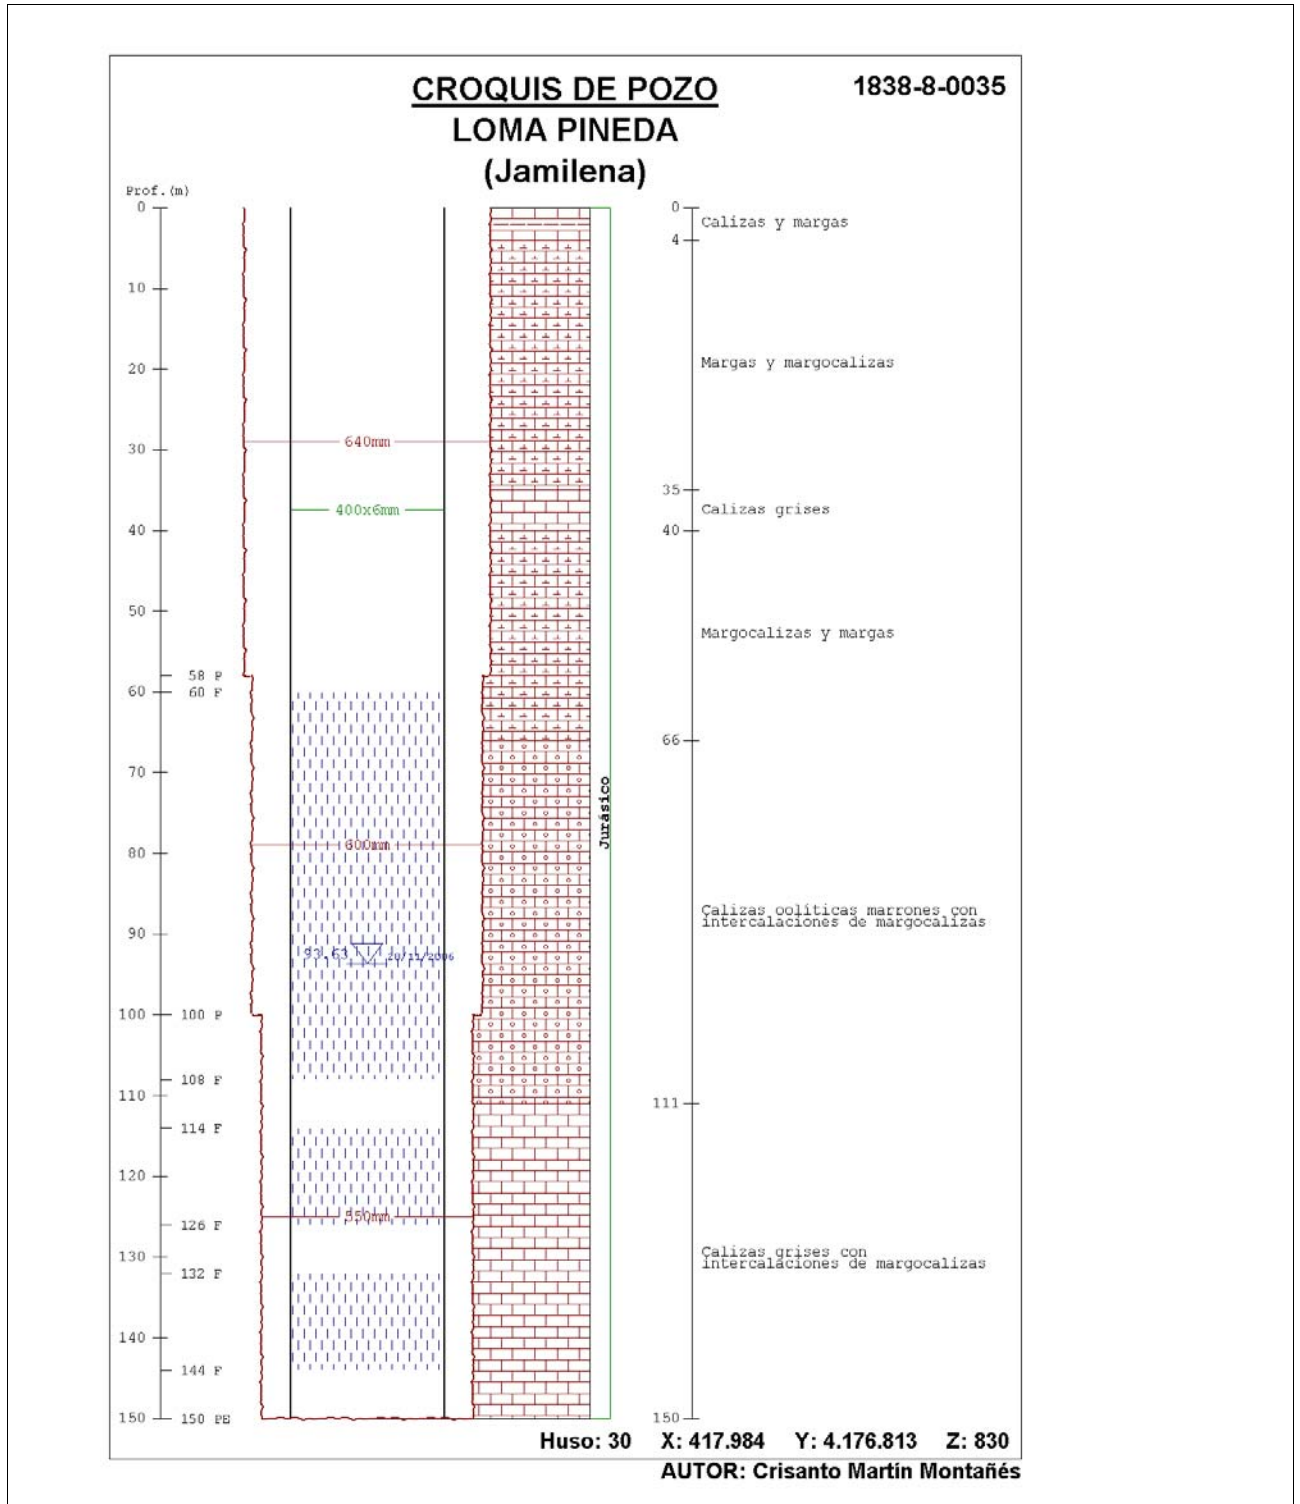 CROQUIS DE POZO
1838-8-0035
LOMA PINEDA
(Jamilena)
Prof.(m)
0
10
20
30
40
50
58 P
60
60 F
70
80
90
100
100 P
108 F
110
114 F
120
126 F
130
132 F
140
144 F
150
150 PE
640mm
400x6mm
600mm
93.63
20/11/2006
550mm
Jurásico
0
Calizas y margas
4
Margas y margocalizas
35
Calizas grises
40
Margocalizas y margas
66
Calizas oolíticas marrones con
intercalaciones de margocalizas
111
Calizas grises con
intercalaciones de margocalizas
150
Huso: 30 X: 417.984 Y: 4.176.813 Z: 830
AUTOR: Crisanto Martín Montañés